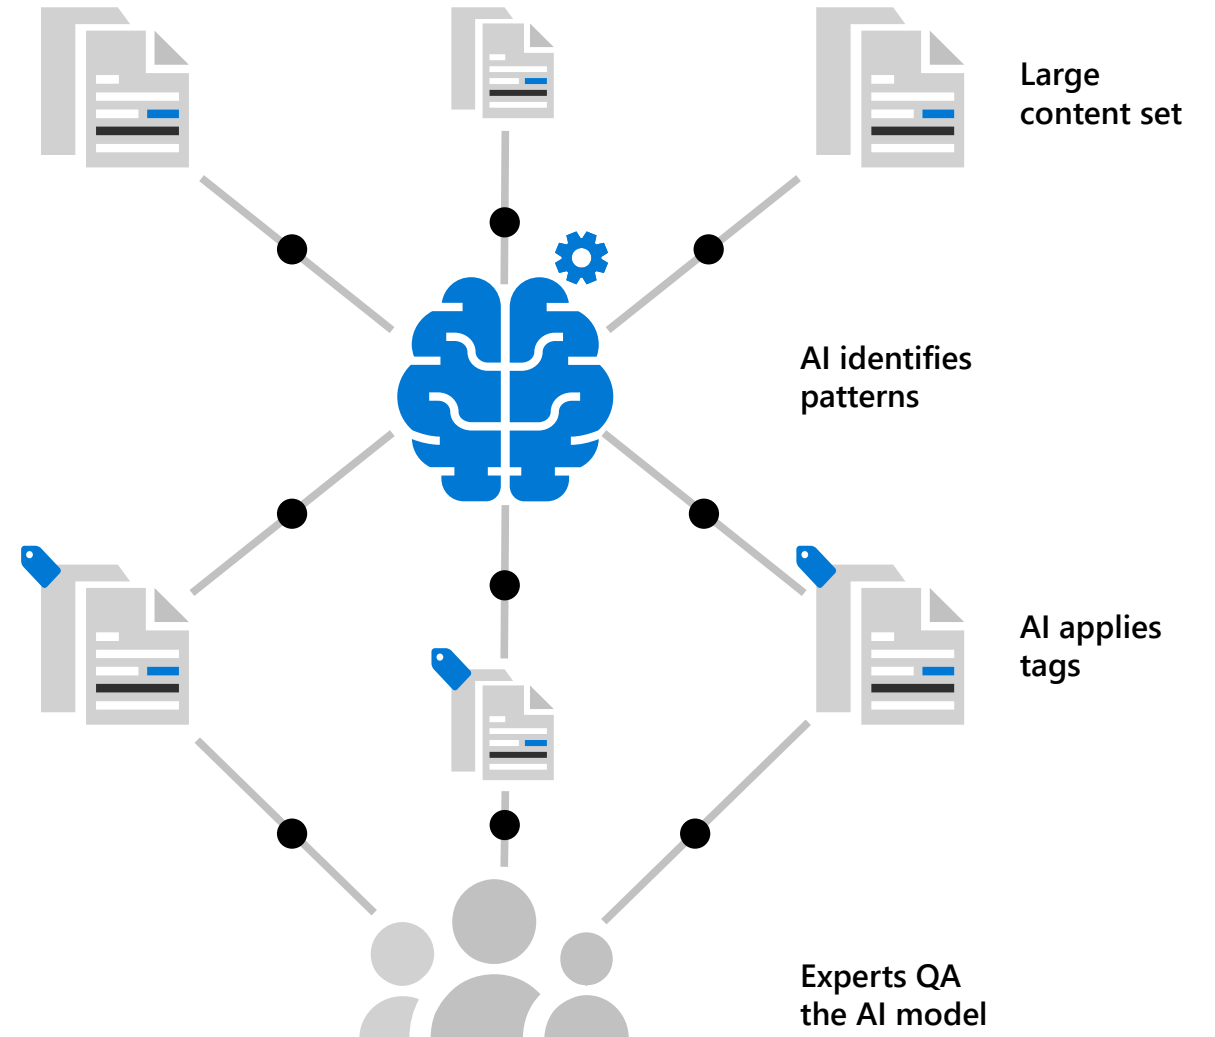 Large
content set
AI identifies
patterns
AI applies
tags
Experts QA
the AI model